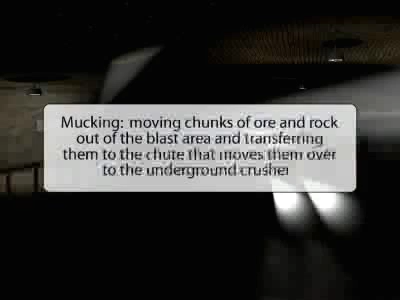 Mucking: moving chunks of ore and rock
out of the blast area and transferring
them to the chute that moves them over
to the underground crusher